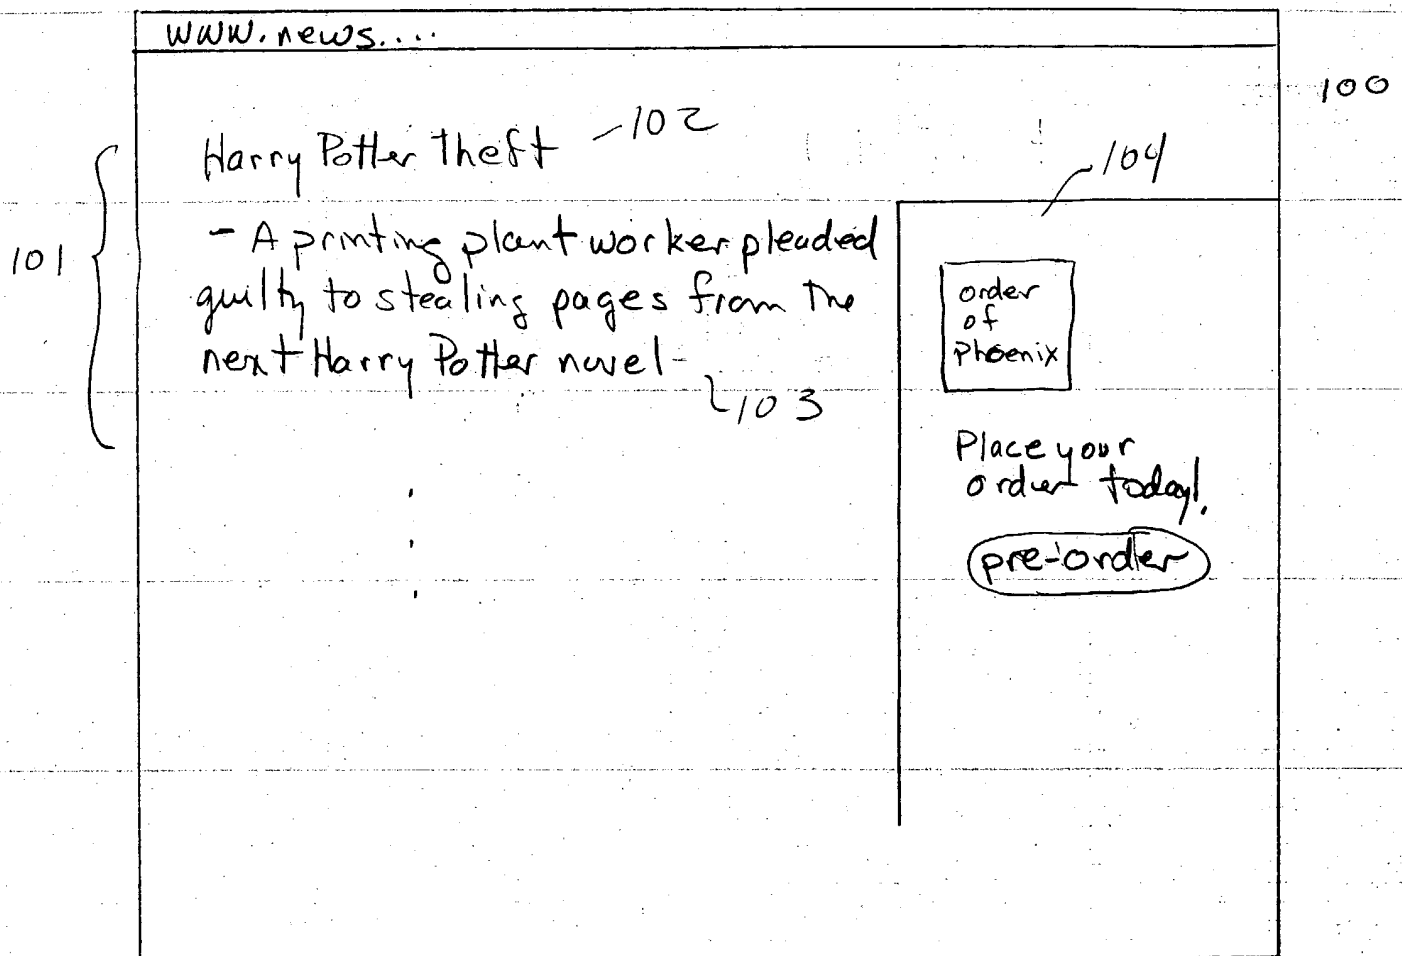 www.news....
100
Harry Potter Theft
102
104
101
- A printing plant worker pleaded
guilty to stealing pages from the
next Harry Potter novel-
103
order
of
Phoenix
Place your
order today!
pre-order